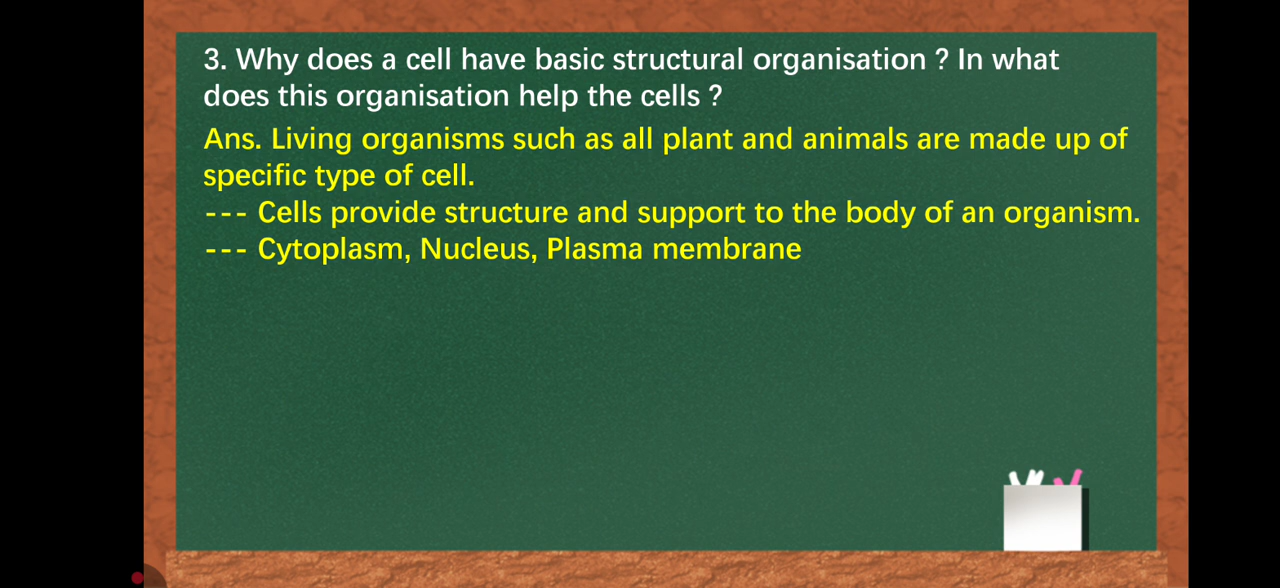 3. Why does a cell have basic structural organisation ? In what
does this organisation help the cells ?
Ans. Living organisms such as all plant and animals are made up of
specific type of cell.
--- Cells provide structure and support to the body of an organism.
--- Cytoplasm, Nucleus, Plasma membrane